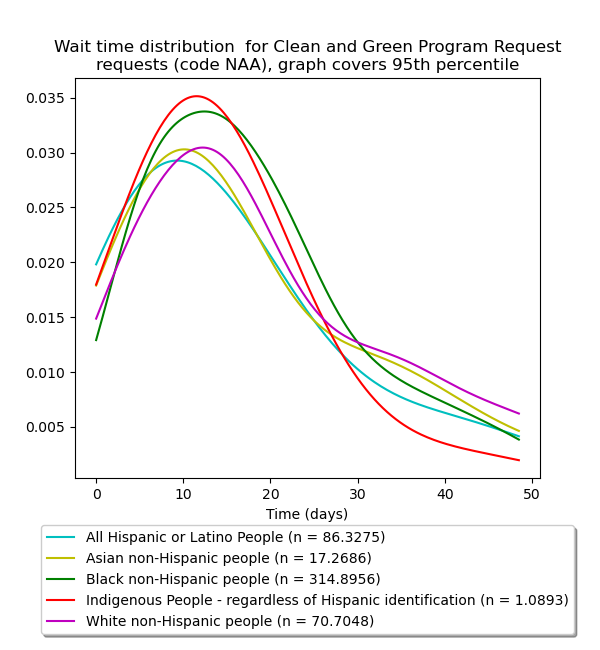 Wait time distribution  for Clean and Green Program Request
requests (code NAA), graph covers 95th percentile
0.035
0.030
0.025
0.020
0.015
0.010
0.005
0 10 20 30 40 50
Time (days)
All Hispanic or Latino People (n = 86.3275)
Asian non-Hispanic people (n = 17.2686)
Black non-Hispanic people (n = 314.8956)
Indigenous People - regardless of Hispanic identification (n = 1.0893)
White non-Hispanic people (n = 70.7048)